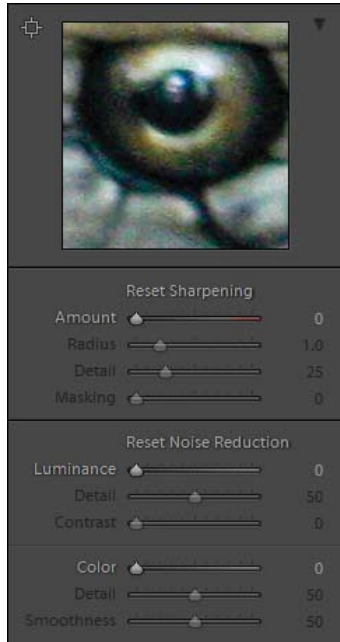 Reset Sharpening
Amount 0
Radius 1.0
Detail 25
Masking 0
Reset Noise Reduction
Luminance 0
Detail 50
Contrast 0
Color 0
Detail 50
Smoothness 50